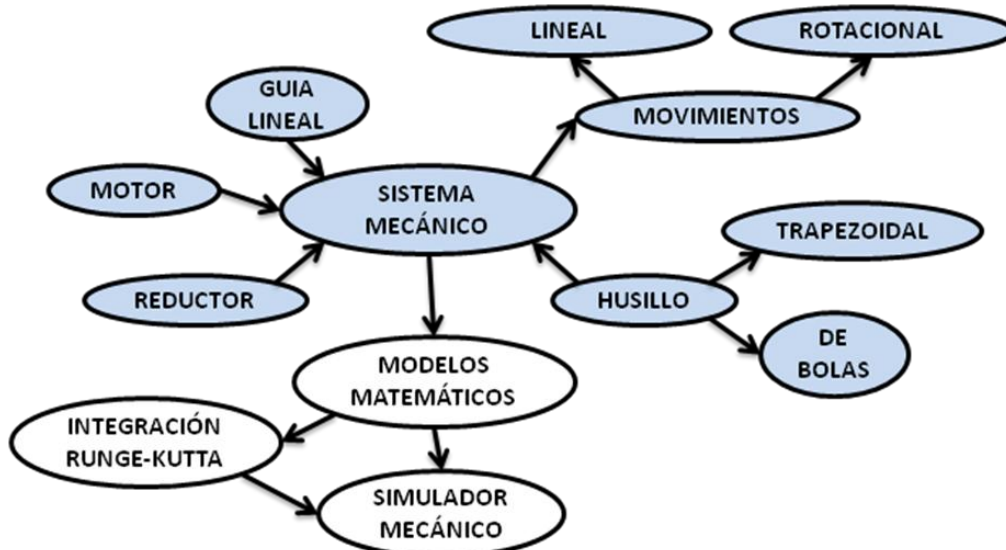 LINEAL
ROTACIONAL
GUIA
LINEAL
MOVIMIENTOS
MOTOR
SISTEMA
MECÁNICO
TRAPEZOIDAL
REDUCTOR
HUSILLO
DE
BOLAS
MODELOS
MATEMÁTICOS
INTEGRACIÓN
RUNGE-KUTTA
SIMULADOR
MECÁNICO